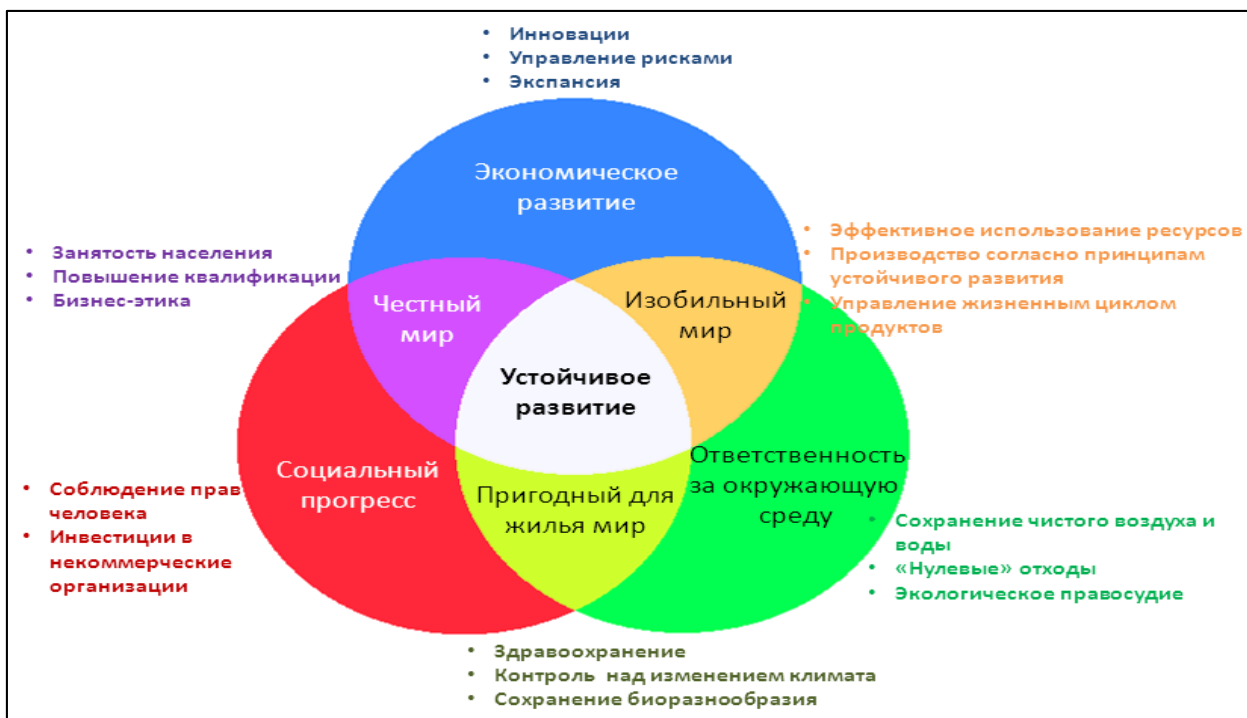 • Инновации
• Управление рисками
• Экспансия
Экономическое
развитие
• Занятость населения
• Повышение квалификации
• Бизнес-этика
• Эффективное использование ресурсов
• Производство согласно принципам
устойчивого развития
• Управление жизненным циклом
продуктов
Честный
мир
Изобильный
мир
Устойчивое
развитие
Социальный
прогресс
Пригодный для
жилья мир
Ответственность
за окружающую
среду
• Соблюдение прав
человека
• Инвестиции в
некоммерческие
организации
• Сохранение чистого воздуха и
воды
• «Нулевые» отходы
• Экологическое правосудие
• Здравоохранение
• Контроль над изменением климата
• Сохранение биоразнообразия